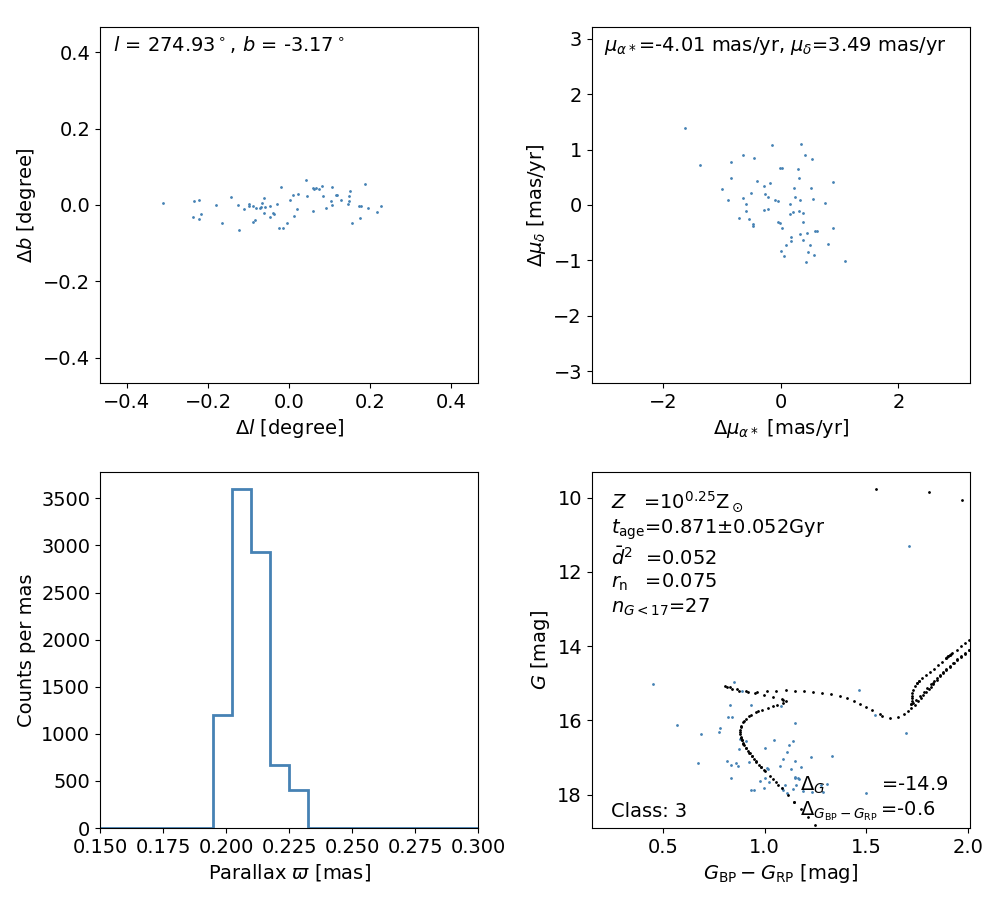 l = 274.93°, b = -3.17°
0.4
0.2
0.0
−0.2
−0.4
Δb [degree]
−0.4 −0.2 0.0 0.2 0.4
Δl [degree]
μα*=-4.01 mas/yr, μδ=3.49 mas/yr
3
2
1
0
−1
−2
−3
Δμδ [mas/yr]
−2 0 2
Δμα* [mas/yr]
3500
3000
2500
2000
1500
1000
500
0
Counts per mas
0.150 0.175 0.200 0.225 0.250 0.275 0.300
Parallax ϖ [mas]
Z =10^0.25 Z⊙
t_age=0.871±0.052Gyr
d̄² =0.052
r_n =0.075
n_G<17=27
10
12
14
16
18
G [mag]
Δ_G =-14.9
Class: 3
Δ_G_BP−G_RP =-0.6
0.5 1.0 1.5 2.0
G_BP − G_RP [mag]